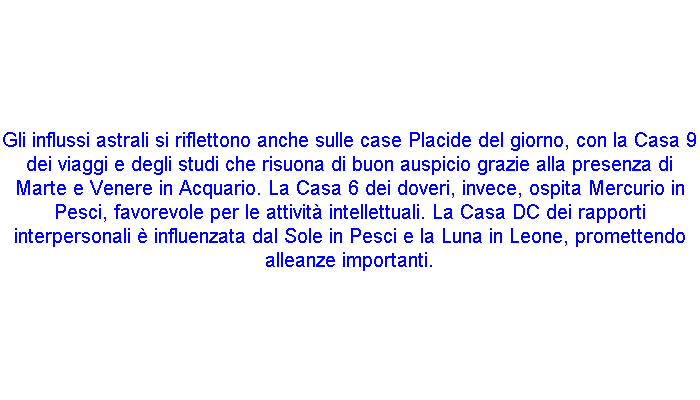 Gli influssi astrali si riflettono anche sulle case Placide del giorno, con la Casa 9
dei viaggi e degli studi che risuona di buon auspicio grazie alla presenza di
Marte e Venere in Acquario. La Casa 6 dei doveri, invece, ospita Mercurio in
Pesci, favorevole per le attività intellettuali. La Casa DC dei rapporti
interpersonali è influenzata dal Sole in Pesci e la Luna in Leone, promettendo
alleanze importanti.